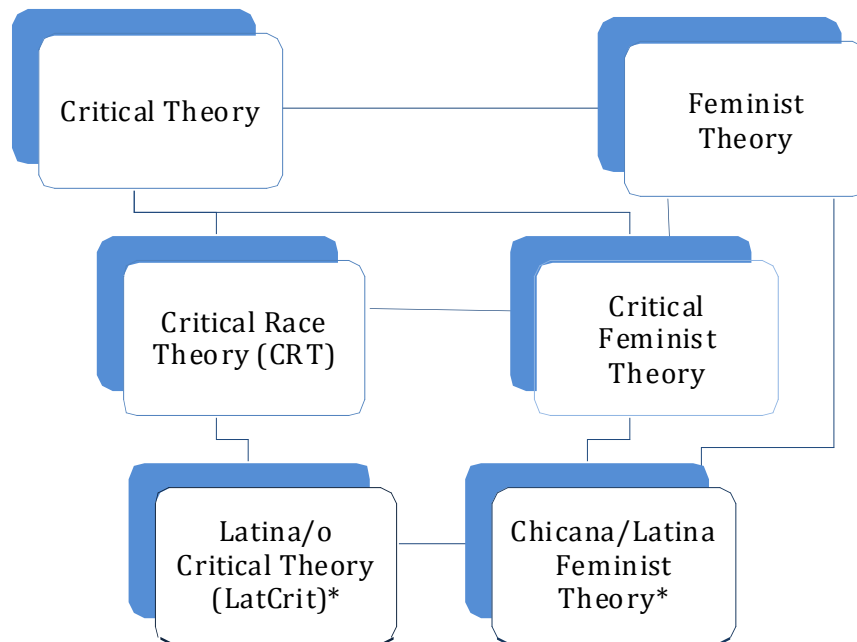 Critical Theory
Feminist
Theory
Critical Race
Theory (CRT)
Critical
Feminist
Theory
Latina/o
Critical Theory
(LatCrit)*
Chicana/Latina
Feminist
Theory*